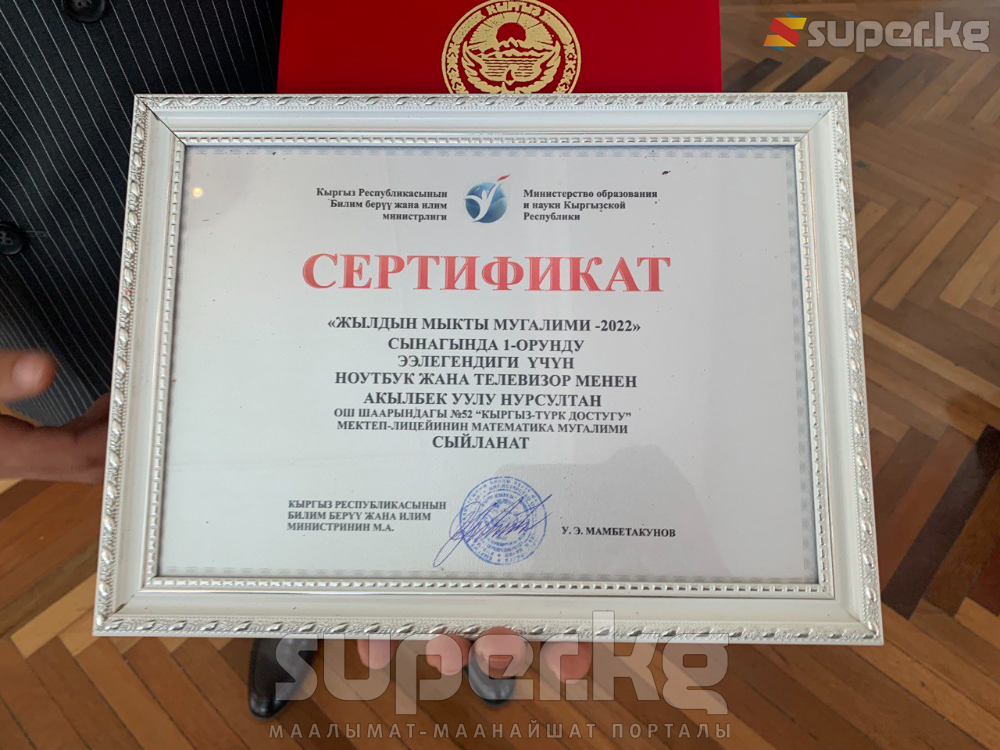 КЫРГЫЗ
super.kg
Кыргыз Республикасынын
Билим берүү жана илим
министрлиги
Министерство образования
и науки Кыргызской
Республики
СЕРТИФИКАТ
«ЖЫЛДЫН МЫКТЫ МУГАЛИМИ -2022»
СЫНАГЫНДА 1-ОРУНДУ
ЭЭЛЕГЕНДИГИ ҮЧҮН
НОУТБУК ЖАНА ТЕЛЕВИЗОР МЕНЕН
АКЫЛБЕК УУЛУ НУРСУЛТАН
ОШ ШААРЫНДАГЫ №52 “КЫРГЫЗ-ТҮРК ДОСТУГУ”
МЕКТЕП-ЛИЦЕЙИНИН МАТЕМАТИКА МУГАЛИМИ
СЫЙЛАНАТ
КЫРГЫЗ РЕСПУБЛИКАСЫНЫН
БИЛИМ БЕРҮҮ ЖАНА ИЛИМ
МИНИСТРИНИН М.А.
У. Э. МАМБЕТАКУНОВ
super.kg
МААЛЫМАТ-МААНАЙШАТ ПОРТАЛЫ